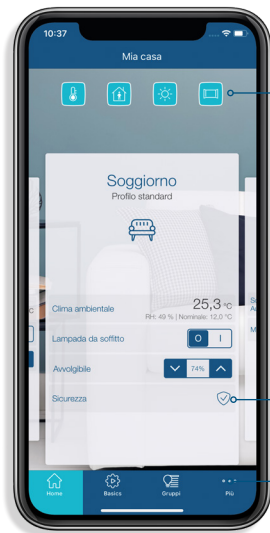 10:37
Mia casa
Soggiorno
Profilo standard
Clima ambientale 25,3 °C
RH: 49 % | Nominale: 12,0 °C
Lampada da soffitto O I
Avvolgibile 74%
Sicurezza
Home Basics Gruppi Più